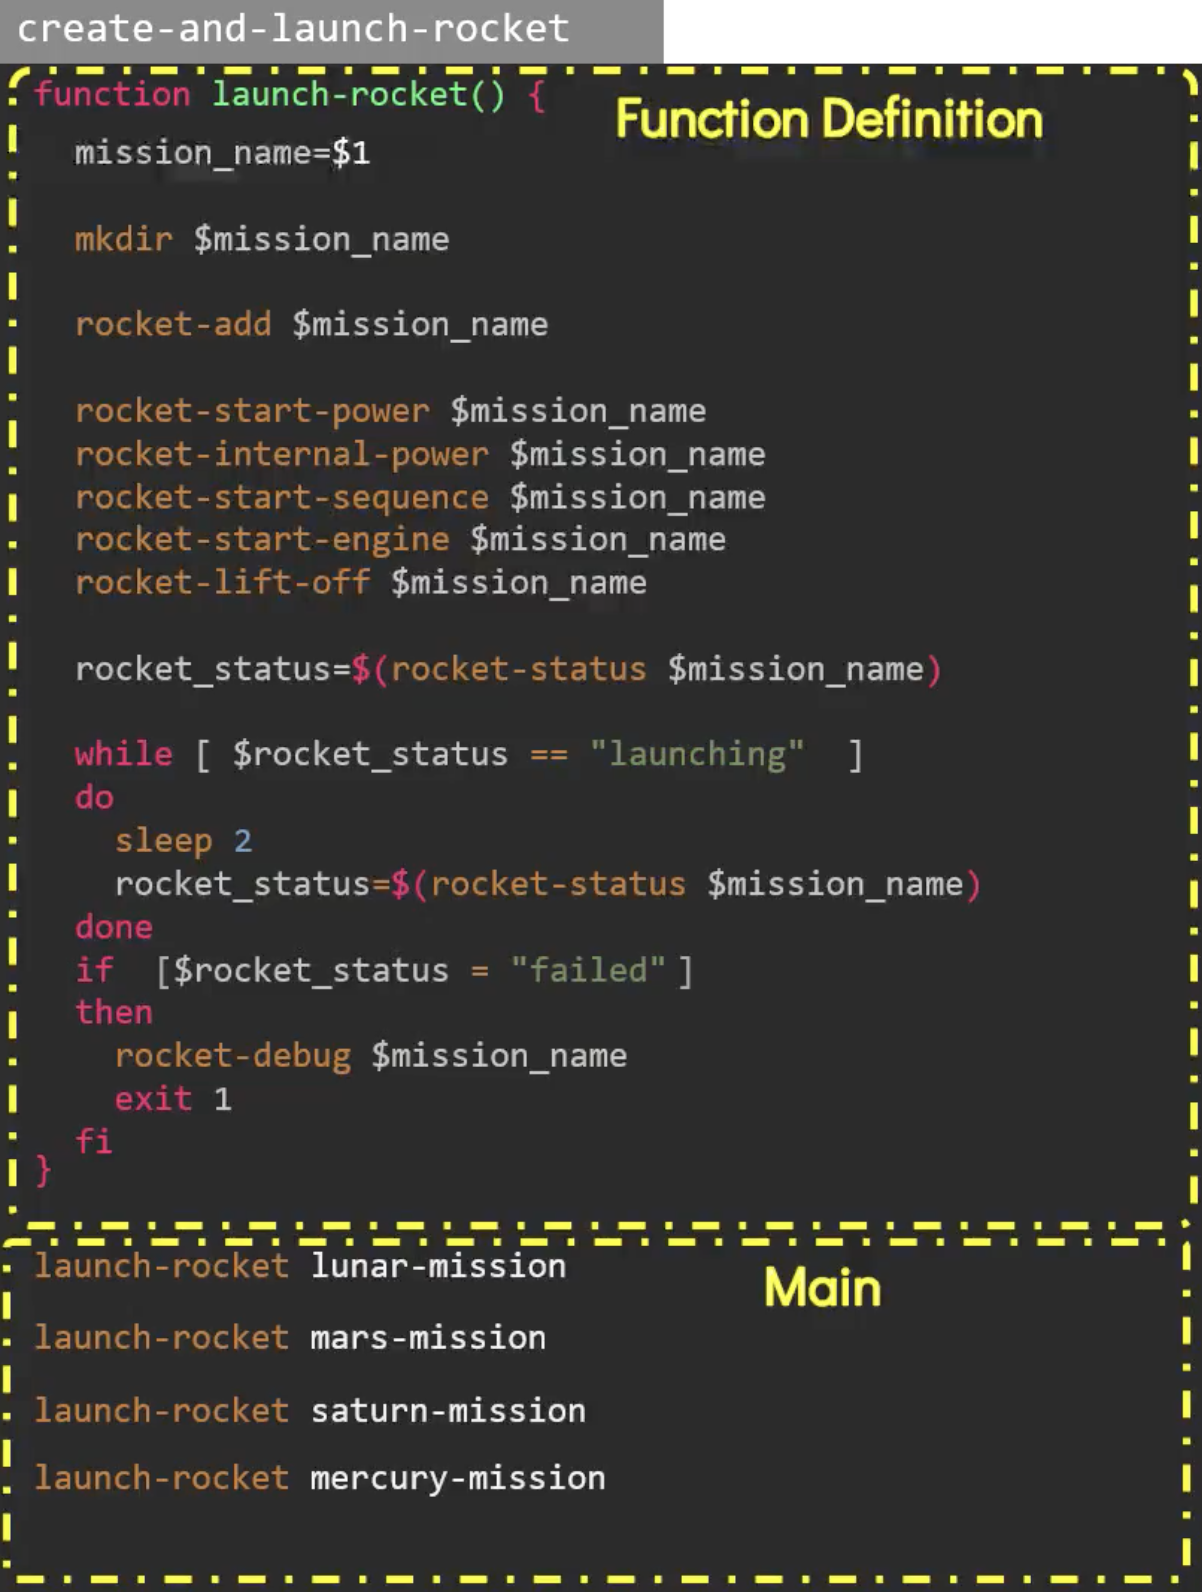 create-and-launch-rocket
function launch-rocket() {
Function Definition
mission_name=$1
mkdir $mission_name
rocket-add $mission_name
rocket-start-power $mission_name
rocket-internal-power $mission_name
rocket-start-sequence $mission_name
rocket-start-engine $mission_name
rocket-lift-off $mission_name
rocket_status=$(rocket-status $mission_name)
while [ $rocket_status == "launching" ]
do
sleep 2
rocket_status=$(rocket-status $mission_name)
done
if [$rocket_status = "failed" ]
then
rocket-debug $mission_name
exit 1
fi
}
launch-rocket lunar-mission
Main
launch-rocket mars-mission
launch-rocket saturn-mission
launch-rocket mercury-mission